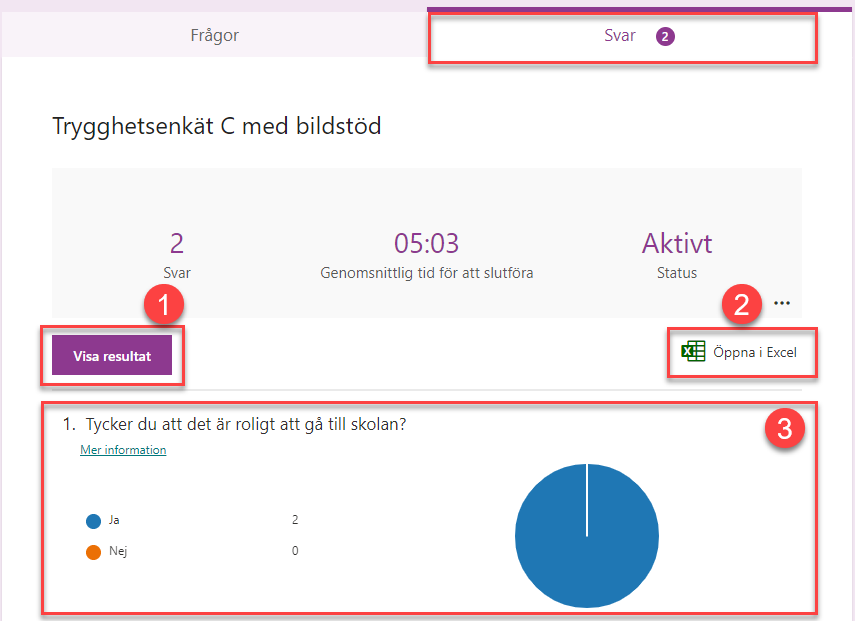 Frågor
Svar 2
Trygghetsenkät C med bildstöd
2 05:03 Aktivt
Svar Genomsnittlig tid för att slutföra Status
1 2 ...
Visa resultat Öppna i Excel
1. Tycker du att det är roligt att gå till skolan? 3
Mer information
Ja 2
Nej 0